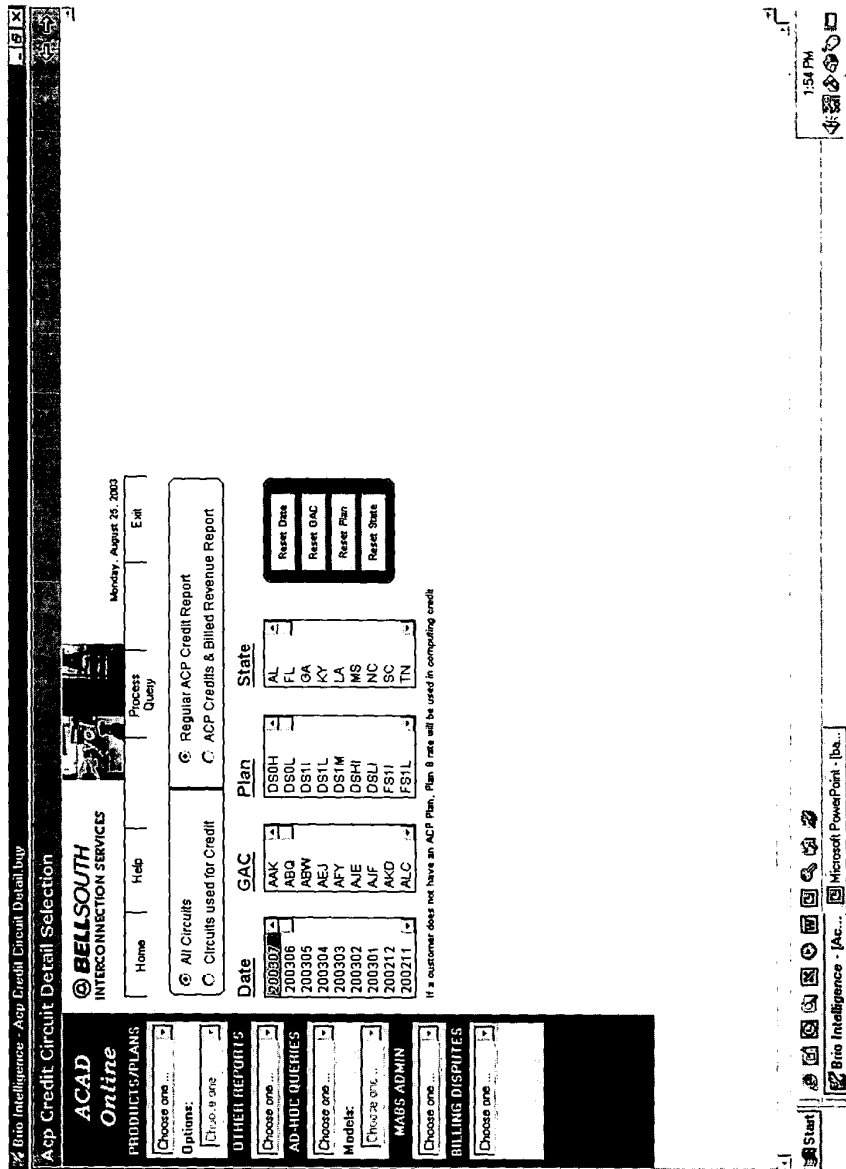 Brio Intelligence - Acp Credit Circuit Detail.bqy
Acp Credit Circuit Detail Selection
ACAD
Online
PRODUCTS/PLANS
Choose one ...
Options:
Choose one
OTHER REPORTS
Choose one ...
AD-HOC QUERIES
Choose one ...
Models:
Choose one ...
MABS ADMIN
Choose one ...
BILLING DISPUTES
Choose one ...
BELLSOUTH
INTERCONNECTION SERVICES
Monday, August 25, 2003
Home
Help
Process
Query
Exit
All Circuits
Circuits used for Credit
Regular ACP Credit Report
ACP Credits & Billed Revenue Report
Date
200307
200306
200305
200304
200303
200302
200301
200212
200211
GAC
AAK
ABQ
ABW
AEJ
AFY
AJE
AJF
AKD
ALC
Plan
DS0H
DS0L
DS1I
DS1L
DS1M
DSHI
DSLI
FS1I
FS1L
State
AL
FL
GA
KY
LA
MS
NC
SC
TN
Reset Date
Reset GAC
Reset Plan
Reset State
If a customer does not have an ACP Plan, Plan B rate will be used in computing credit
Start
Brio Intelligence - [Ac...
Microsoft PowerPoint - [ba...
1:54 PM